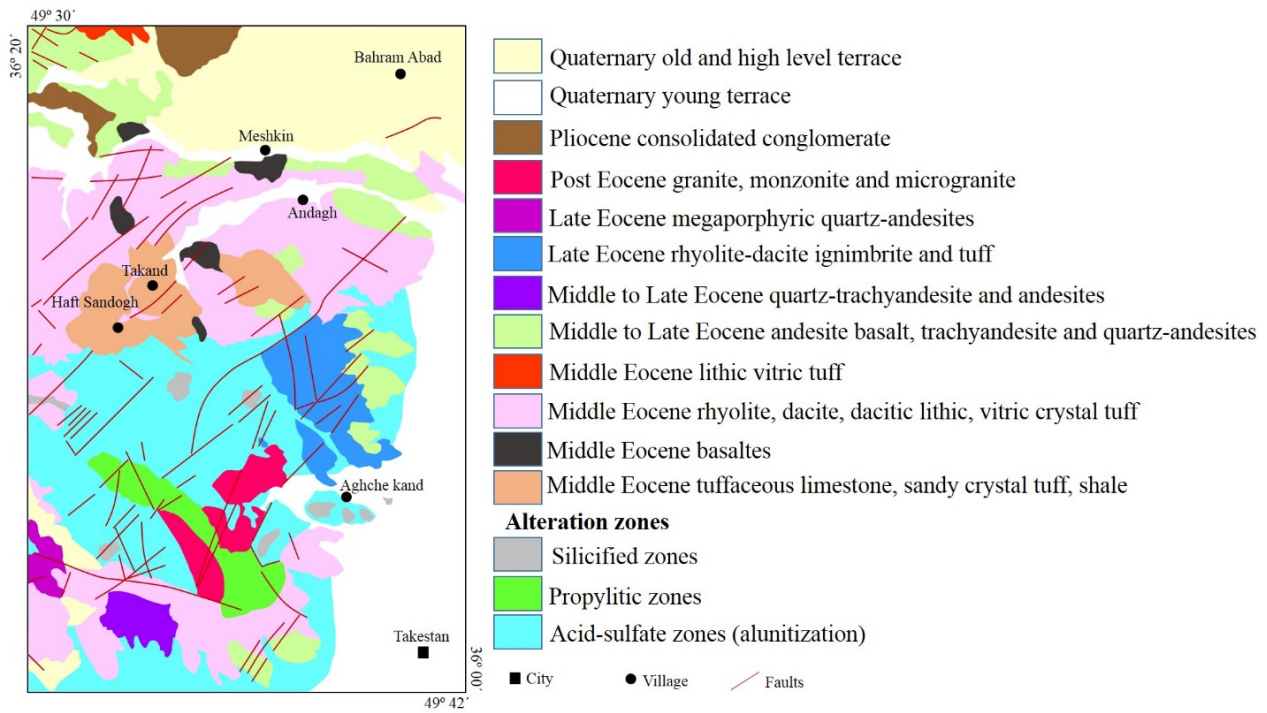 49º 30´
36º 20´
Bahram Abad
Meshkin
Andagh
Takand
Haft Sandogh
Aghche kand
Takestan
36º 00´
49º 42´
Quaternary old and high level terrace
Quaternary young terrace
Pliocene consolidated conglomerate
Post Eocene granite, monzonite and microgranite
Late Eocene megaporphyric quartz-andesites
Late Eocene rhyolite-dacite ignimbrite and tuff
Middle to Late Eocene quartz-trachyandesite and andesites
Middle to Late Eocene andesite basalt, trachyandesite and quartz-andesites
Middle Eocene lithic vitric tuff
Middle Eocene rhyolite, dacite, dacitic lithic, vitric crystal tuff
Middle Eocene basaltes
Middle Eocene tuffaceous limestone, sandy crystal tuff, shale
Alteration zones
Silicified zones
Propylitic zones
Acid-sulfate zones (alunitization)
City
Village
Faults